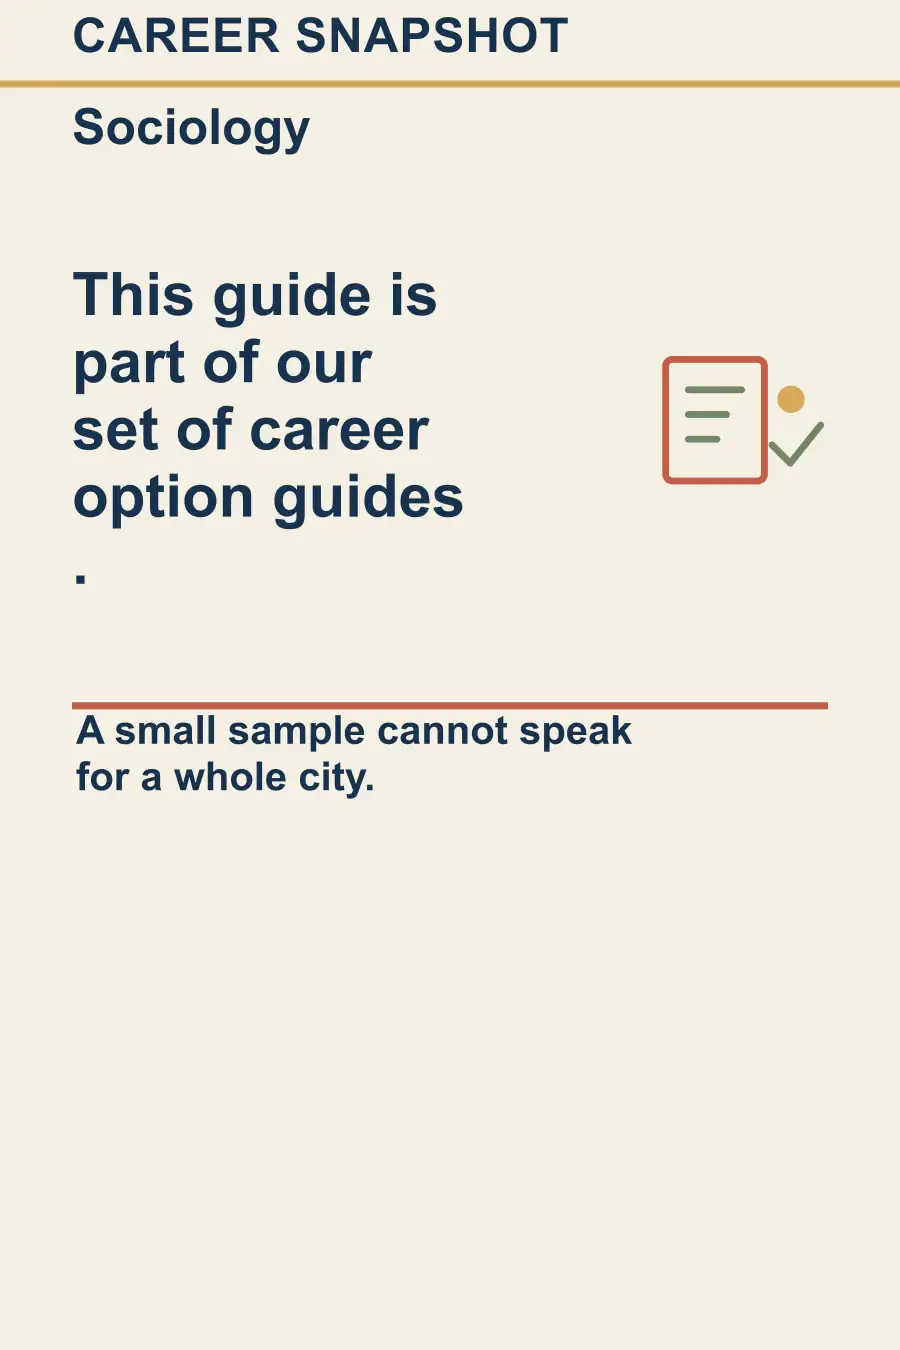 CAREER SNAPSHOT
Sociology
This guide is
part of our
set of career
option guides
.
A small sample cannot speak
for a whole city.